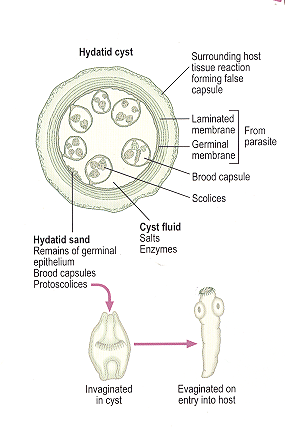 Hydatid cyst
Surrounding host
tissue reaction
forming false
capsule
Laminated
membrane
Germinal
membrane
From
parasite
Brood capsule
Scolices
Cyst fluid
Salts
Enzymes
Hydatid sand
Remains of germinal
epithelium
Brood capsules
Protoscolices
Invaginated
in cyst
Evaginated on
entry into host